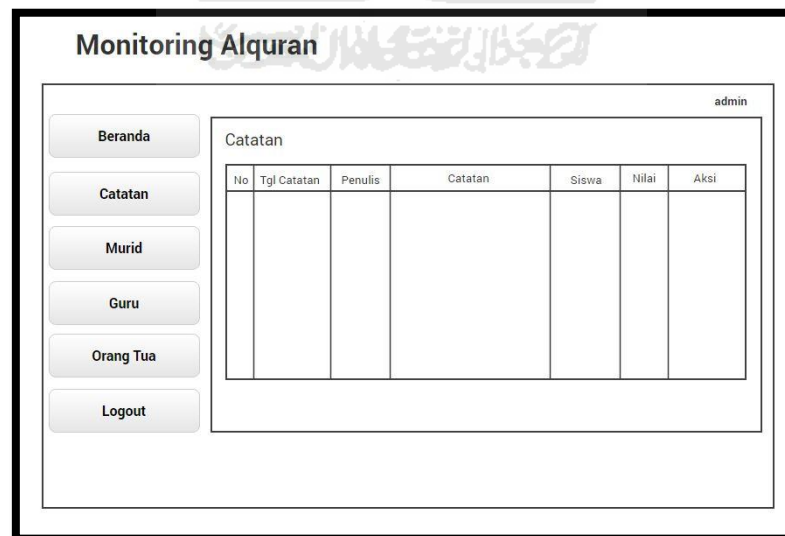 Monitoring Alquran
admin
Beranda
Catatan
Murid
Guru
Orang Tua
Logout
Catatan
No Tgl Catatan Penulis Catatan Siswa Nilai Aksi